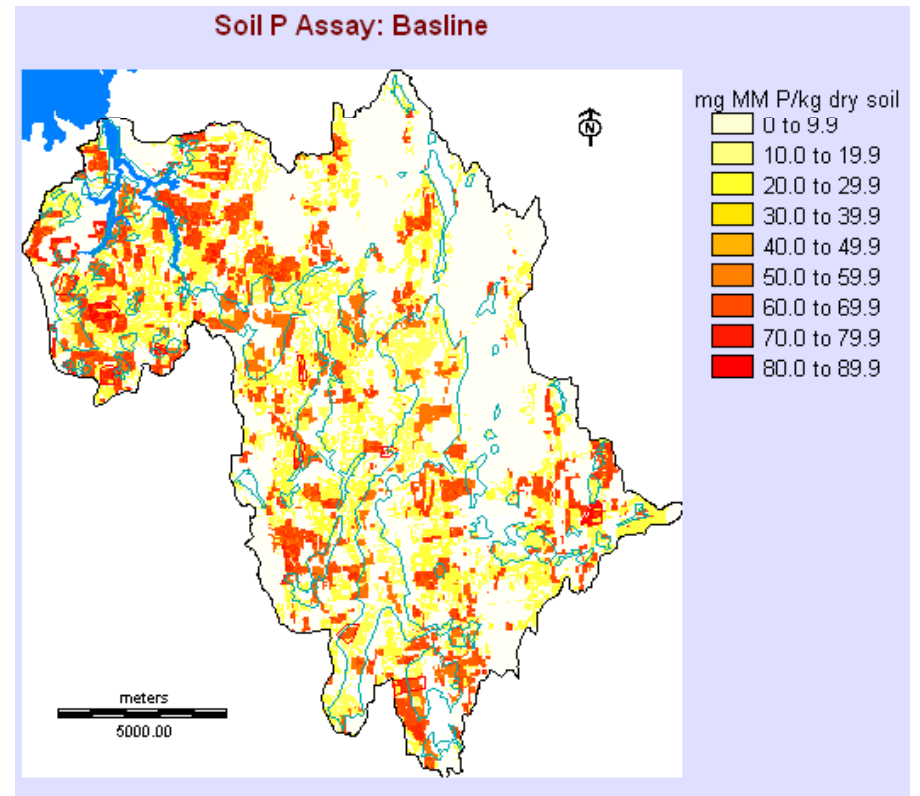 Soil P Assay: Basline
N
mg MM P/kg dry soil
0 to 9.9
10.0 to 19.9
20.0 to 29.9
30.0 to 39.9
40.0 to 49.9
50.0 to 59.9
60.0 to 69.9
70.0 to 79.9
80.0 to 89.9
meters
5000.00